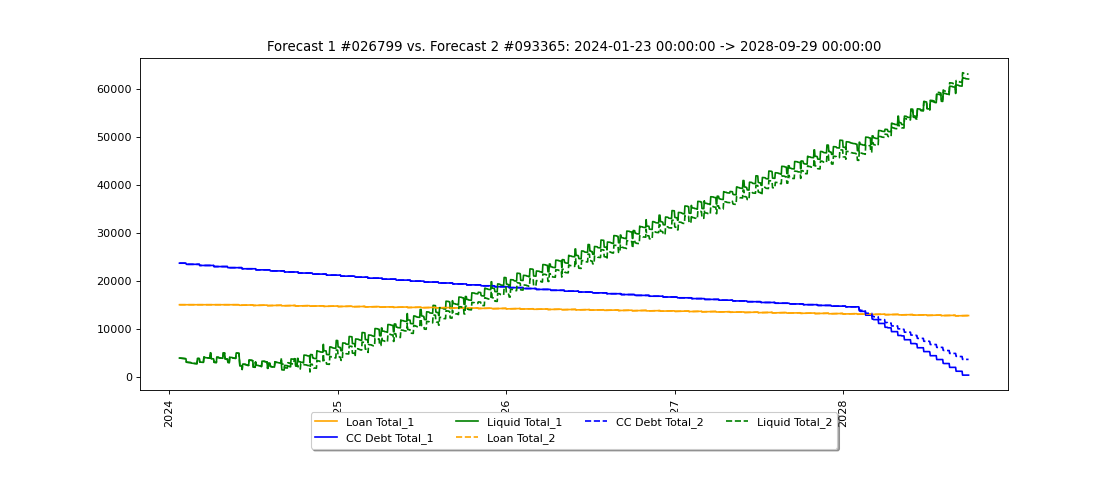 Forecast 1 #026799 vs. Forecast 2 #093365: 2024-01-23 00:00:00 -> 2028-09-29 00:00:00
60000
50000
40000
30000
20000
10000
0
2024
25
26
27
2028
Loan Total_1
Liquid Total_1
CC Debt Total_2
Liquid Total_2
CC Debt Total_1
Loan Total_2